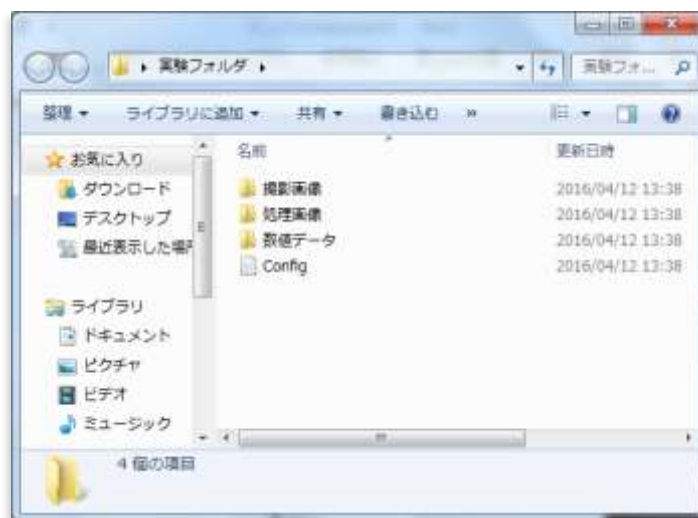 実験フォルダ
実験フォ...
整理 ライブラリに追加 共有 書き込む »
お気に入り
ダウンロード
デスクトップ
最近表示した場所
ライブラリ
ドキュメント
ピクチャ
ビデオ
ミュージック
名前 更新日時
撮影画像 2016/04/12 13:38
処理画像 2016/04/12 13:38
数値データ 2016/04/12 13:38
Config 2016/04/12 13:38
4 個の項目